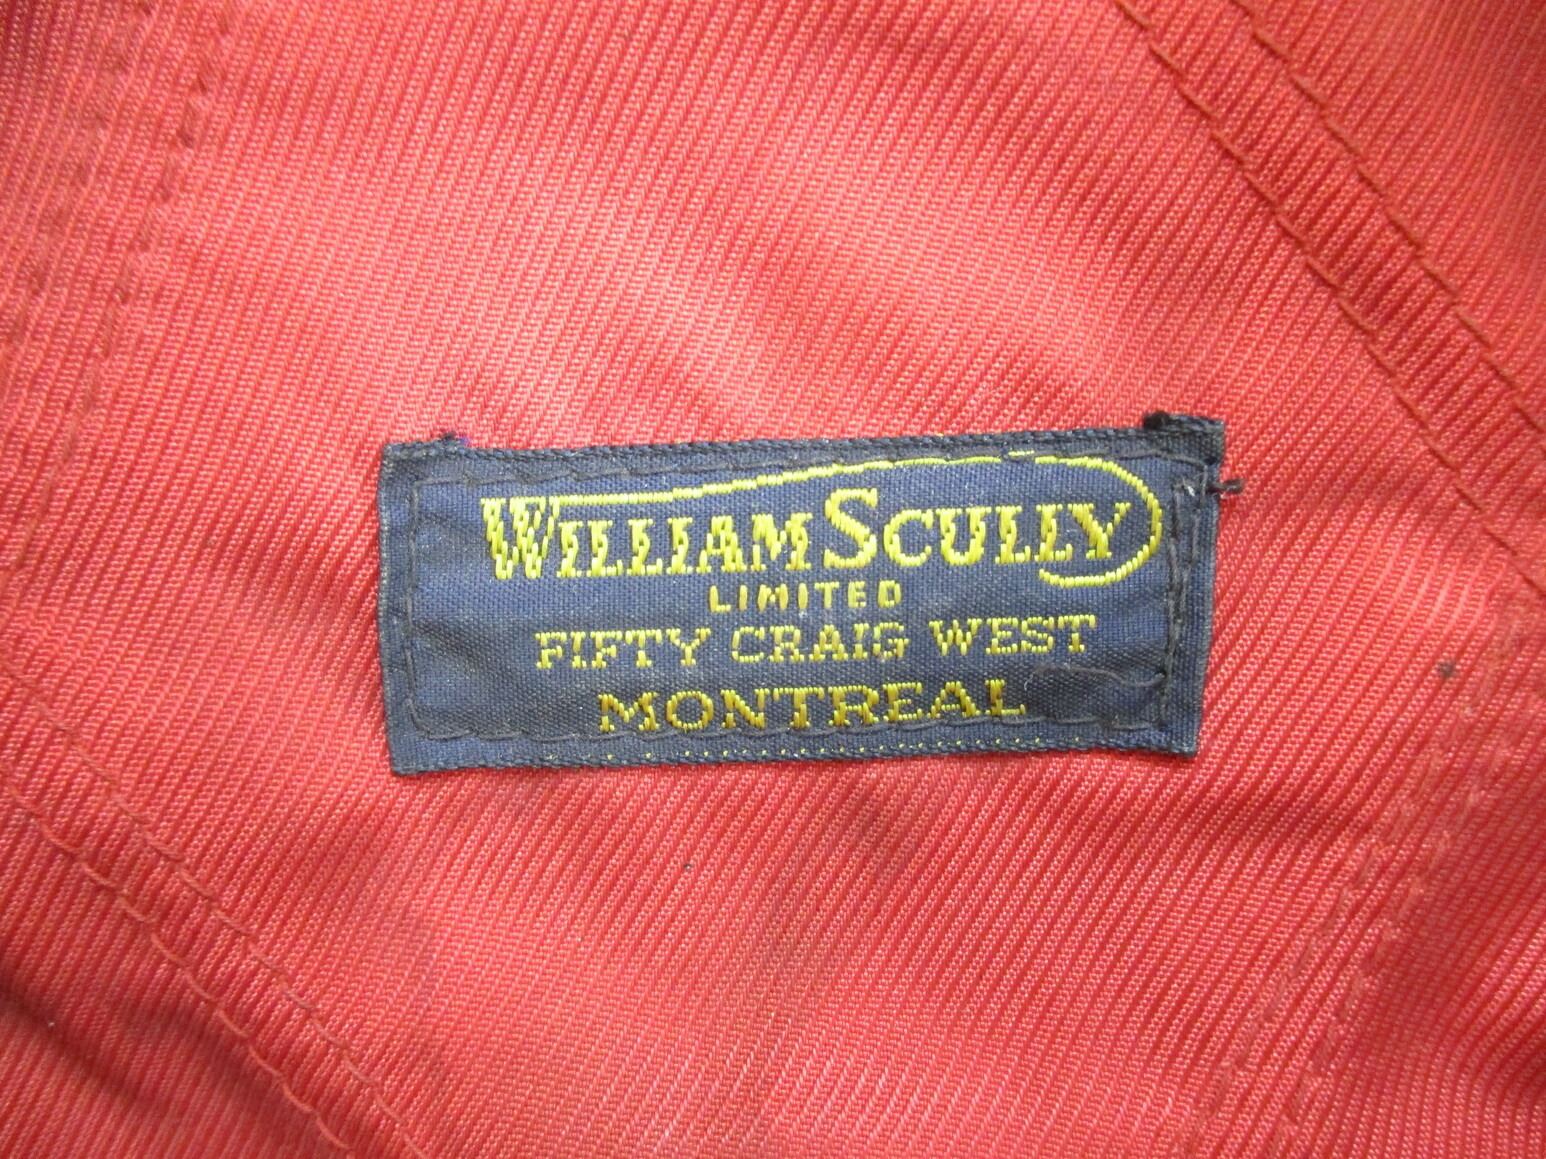 WILLIAM SCULLY
LIMITED
FIFTY CRAIG WEST
MONTREAL